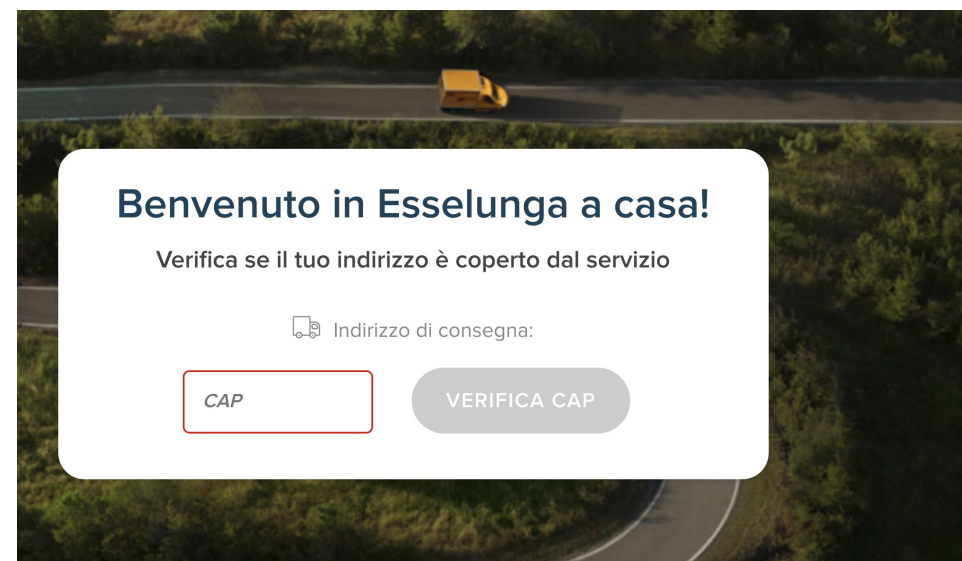 Benvenuto in Esselunga a casa!
Verifica se il tuo indirizzo è coperto dal servizio
Indirizzo di consegna:
CAP
VERIFICA CAP